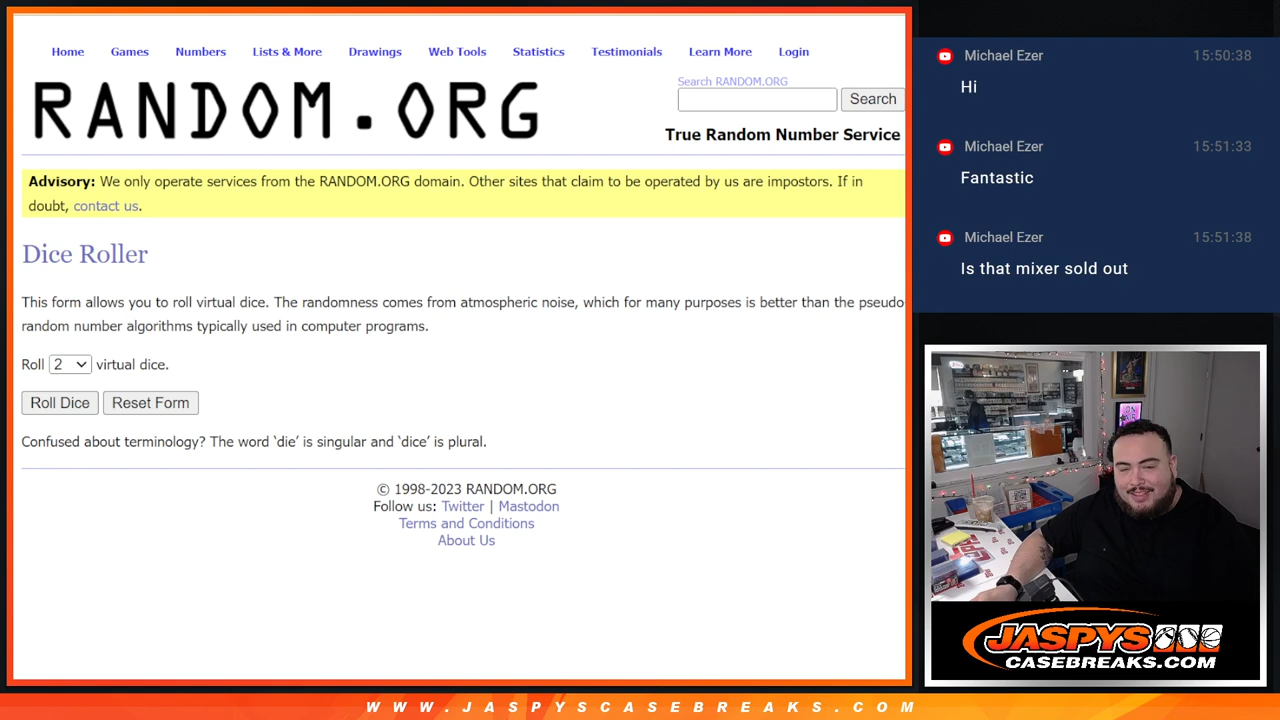 Home Games Numbers Lists & More Drawings Web Tools Statistics Testimonials Learn More Login
RANDOM.ORG
Search RANDOM.ORG
Search
True Random Number Service
Advisory: We only operate services from the RANDOM.ORG domain. Other sites that claim to be operated by us are impostors. If in
doubt, contact us.
Dice Roller
This form allows you to roll virtual dice. The randomness comes from atmospheric noise, which for many purposes is better than the pseudo
random number algorithms typically used in computer programs.
Roll 2 virtual dice.
Roll Dice Reset Form
Confused about terminology? The word ‘die’ is singular and ‘dice’ is plural.
© 1998-2023 RANDOM.ORG
Follow us: Twitter | Mastodon
Terms and Conditions
About Us
Michael Ezer 15:50:38
Hi
Michael Ezer 15:51:33
Fantastic
Michael Ezer 15:51:38
Is that mixer sold out
JASPYS
CASEBREAKS.COM
WWW.JASPYSCASEBREAKS.COM